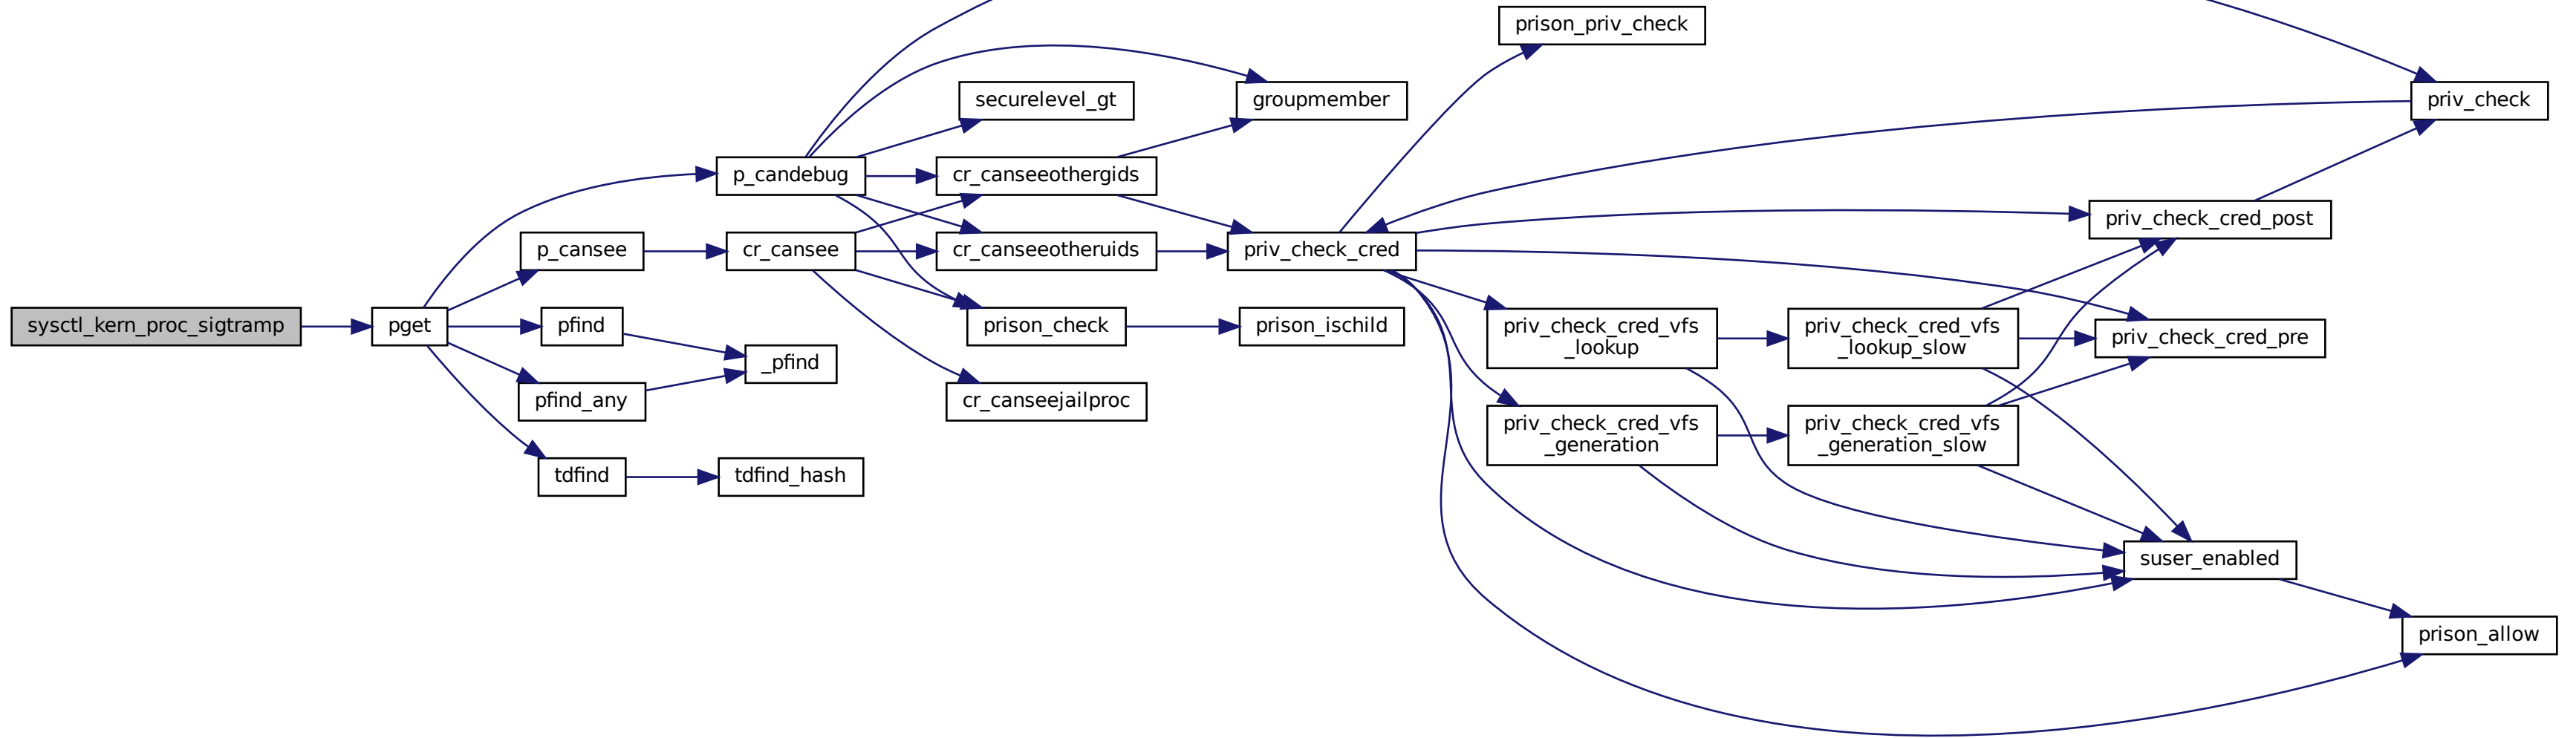 prison_priv_check
securelevel_gt
groupmember
priv_check
p_candebug
cr_canseeothergids
priv_check_cred_post
p_cansee
cr_cansee
cr_canseeotheruids
priv_check_cred
sysctl_kern_proc_sigtramp
pget
pfind
prison_check
prison_ischild
priv_check_cred_vfs
_lookup
priv_check_cred_vfs
_lookup_slow
priv_check_cred_pre
_pfind
pfind_any
cr_canseejailproc
priv_check_cred_vfs
_generation
priv_check_cred_vfs
_generation_slow
tdfind
tdfind_hash
suser_enabled
prison_allow